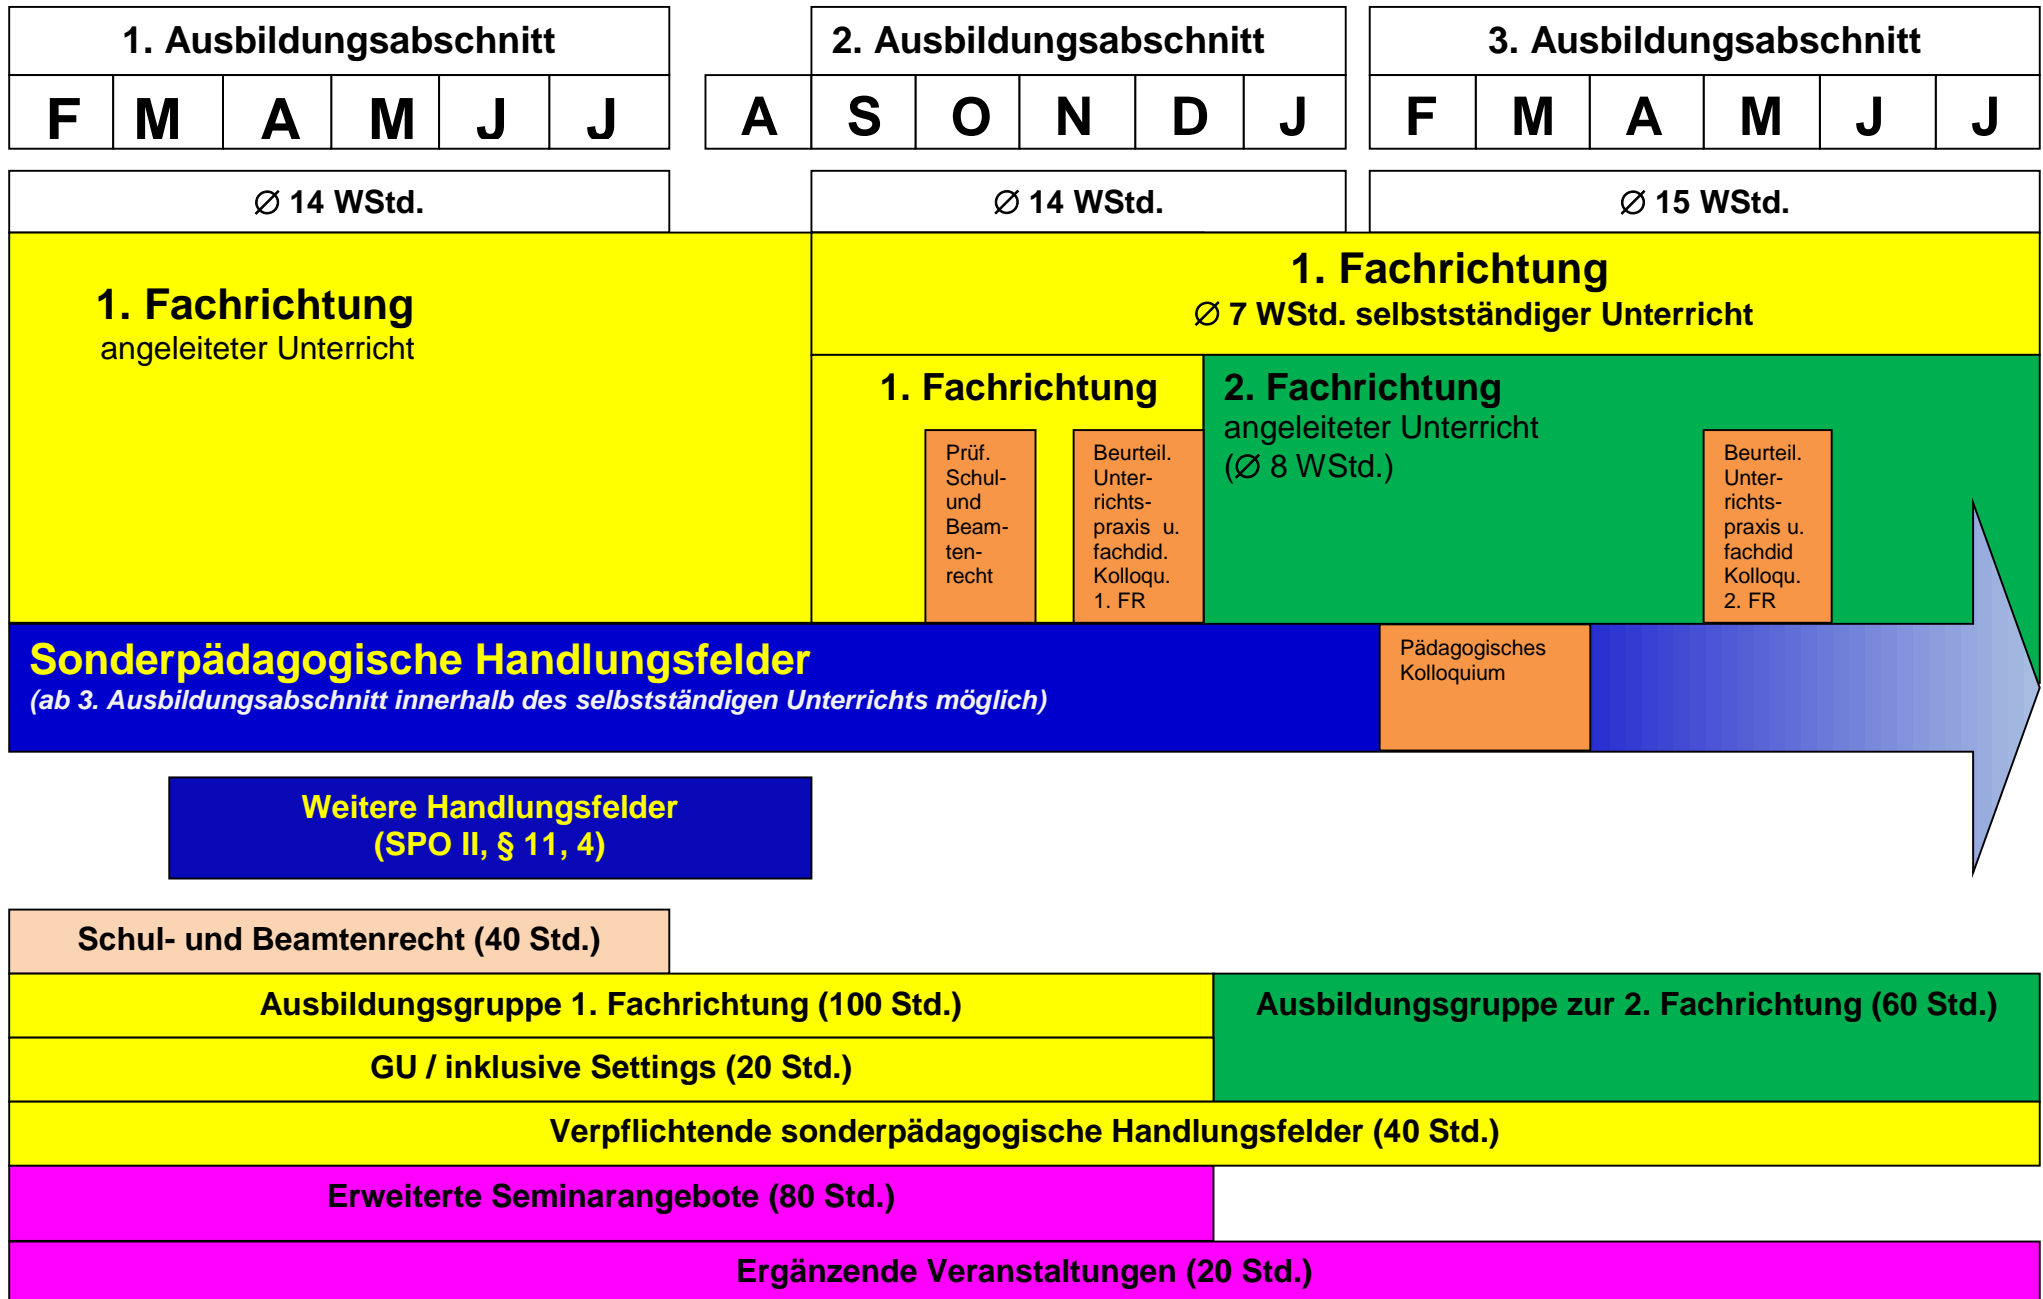 1. Ausbildungsabschnitt
2. Ausbildungsabschnitt
3. Ausbildungsabschnitt
F M A M J J
A S O N D J
F M A M J J
∅ 14 WStd.
∅ 14 WStd.
∅ 15 WStd.
1. Fachrichtung
angeleiteter Unterricht
1. Fachrichtung
∅ 7 WStd. selbstständiger Unterricht
1. Fachrichtung
Prüf.
Schul-
und
Beam-
ten-
recht
Beurteil.
Unter-
richts-
praxis u.
fachdid.
Kolloqu.
1. FR
2. Fachrichtung
angeleiteter Unterricht
(∅ 8 WStd.)
Beurteil.
Unter-
richts-
praxis u.
fachdid
Kolloqu.
2. FR
Sonderpädagogische Handlungsfelder
(ab 3. Ausbildungsabschnitt innerhalb des selbstständigen Unterrichts möglich)
Pädagogisches
Kolloquium
Weitere Handlungsfelder
(SPO II, § 11, 4)
Schul- und Beamtenrecht (40 Std.)
Ausbildungsgruppe 1. Fachrichtung (100 Std.)
Ausbildungsgruppe zur 2. Fachrichtung (60 Std.)
GU / inklusive Settings (20 Std.)
Verpflichtende sonderpädagogische Handlungsfelder (40 Std.)
Erweiterte Seminarangebote (80 Std.)
Ergänzende Veranstaltungen (20 Std.)